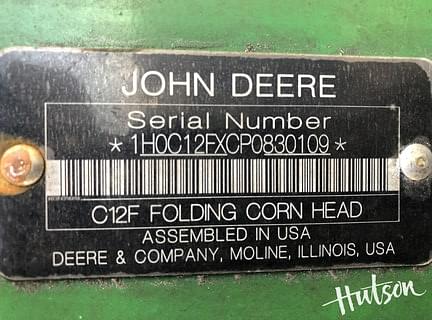 JOHN DEERE
Serial Number
*1H0C12FXCP0830109*
C12F FOLDING CORN HEAD
ASSEMBLED IN USA
DEERE & COMPANY, MOLINE, ILLINOIS, USA
Hutson